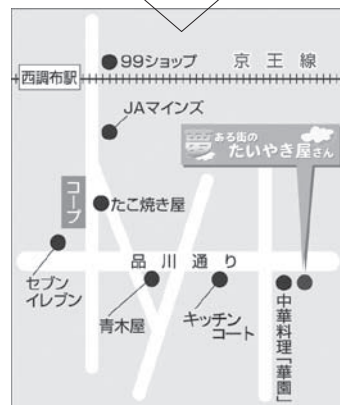 99ショップ
京王線
西調布駅
JAマインズ
夢ある街の
たいやき屋さん
コープ
たこ焼き屋
品川通り
セブン
イレブン
青木屋
キッチン
コート
中華料理「華園」